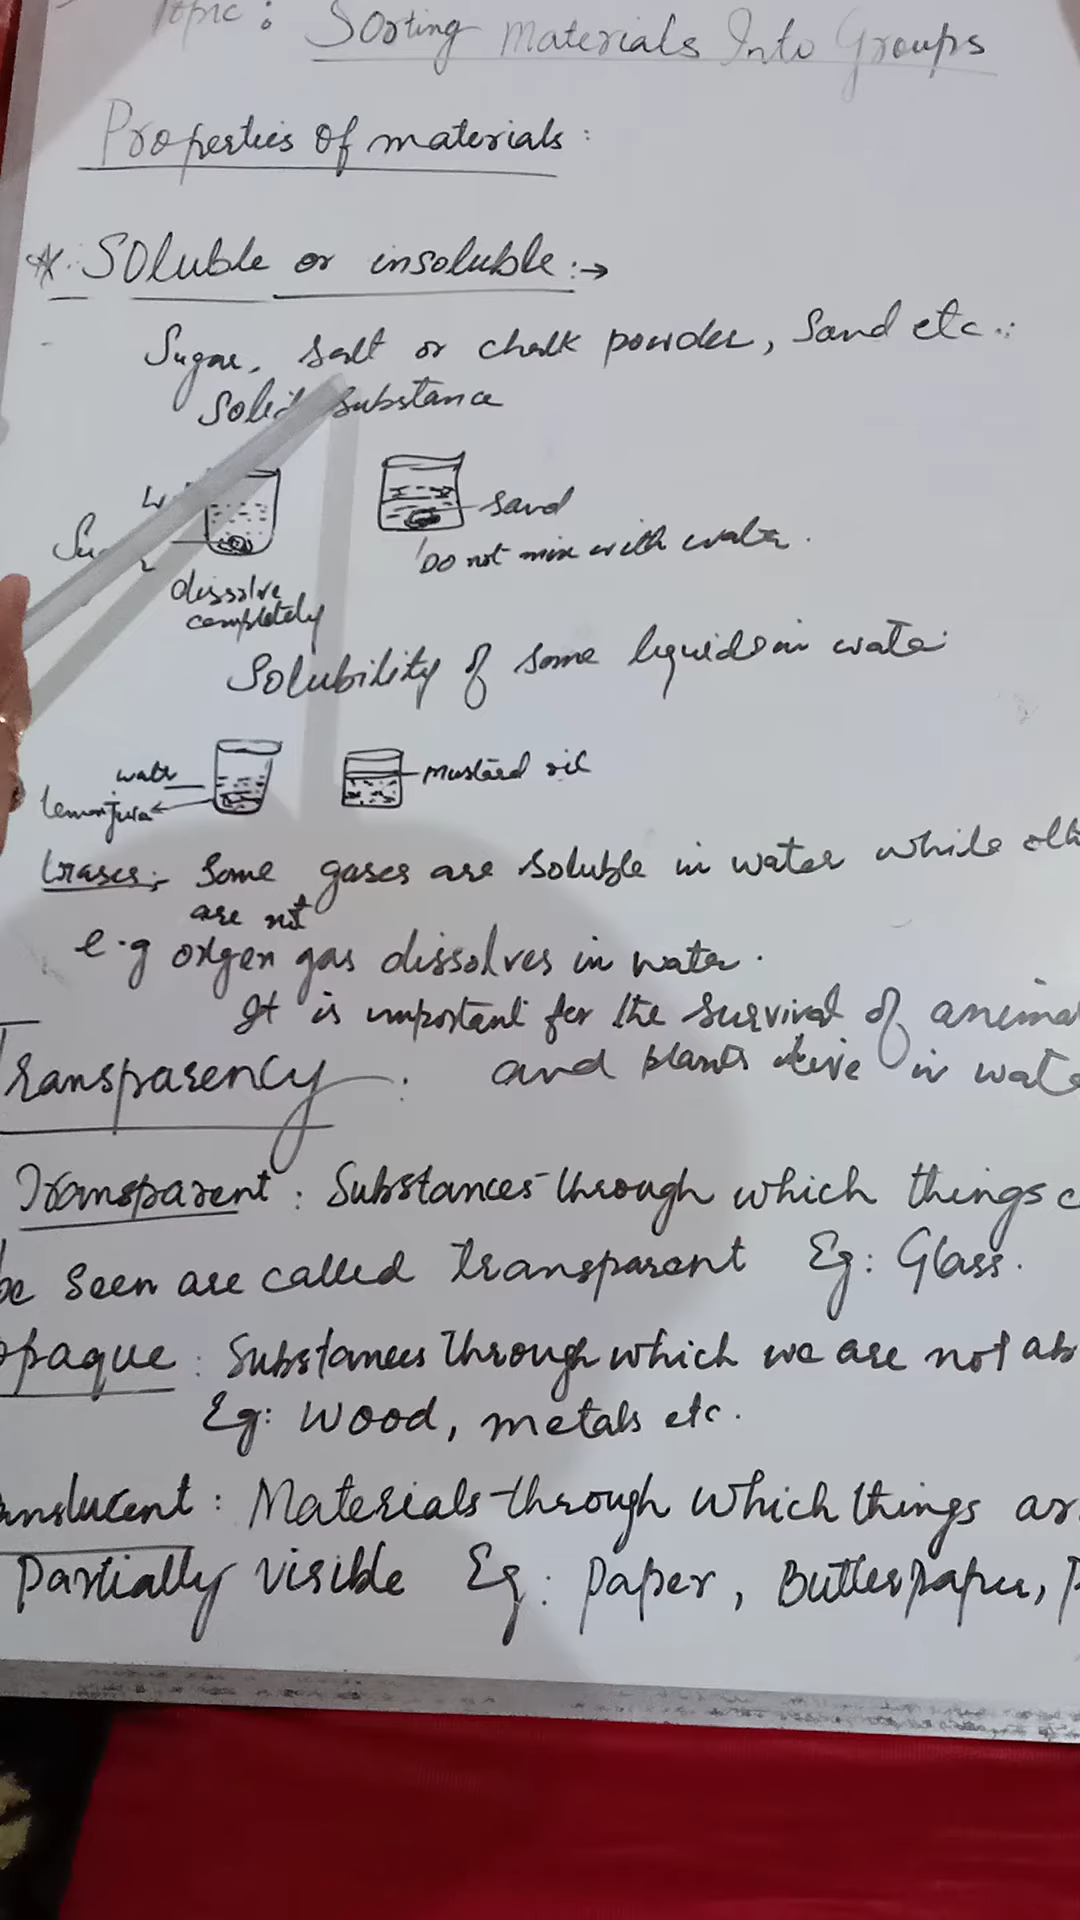 Topic : Sorting Materials Into Groups
Properties of materials :
* Soluble or insoluble :→
Sugar, salt or chalk powder, Sand etc..
Solid substance
sand
Do not mix with water.
dissolve
completely
Solubility of some liquids in water
water
mustard oil
Gases:- Some gases are soluble in water while
are not
e.g oxgen gas dissolves in water.
It is important for the survival of
and plants live in
Transparency :
Transparent : Substances through which things
be seen are called transparent Eg: Glass.
opaque : Substances through which we are not
Eg: Wood, metals etc.
Materials through which things
Partially visible Eg : Paper, Butterpaper,